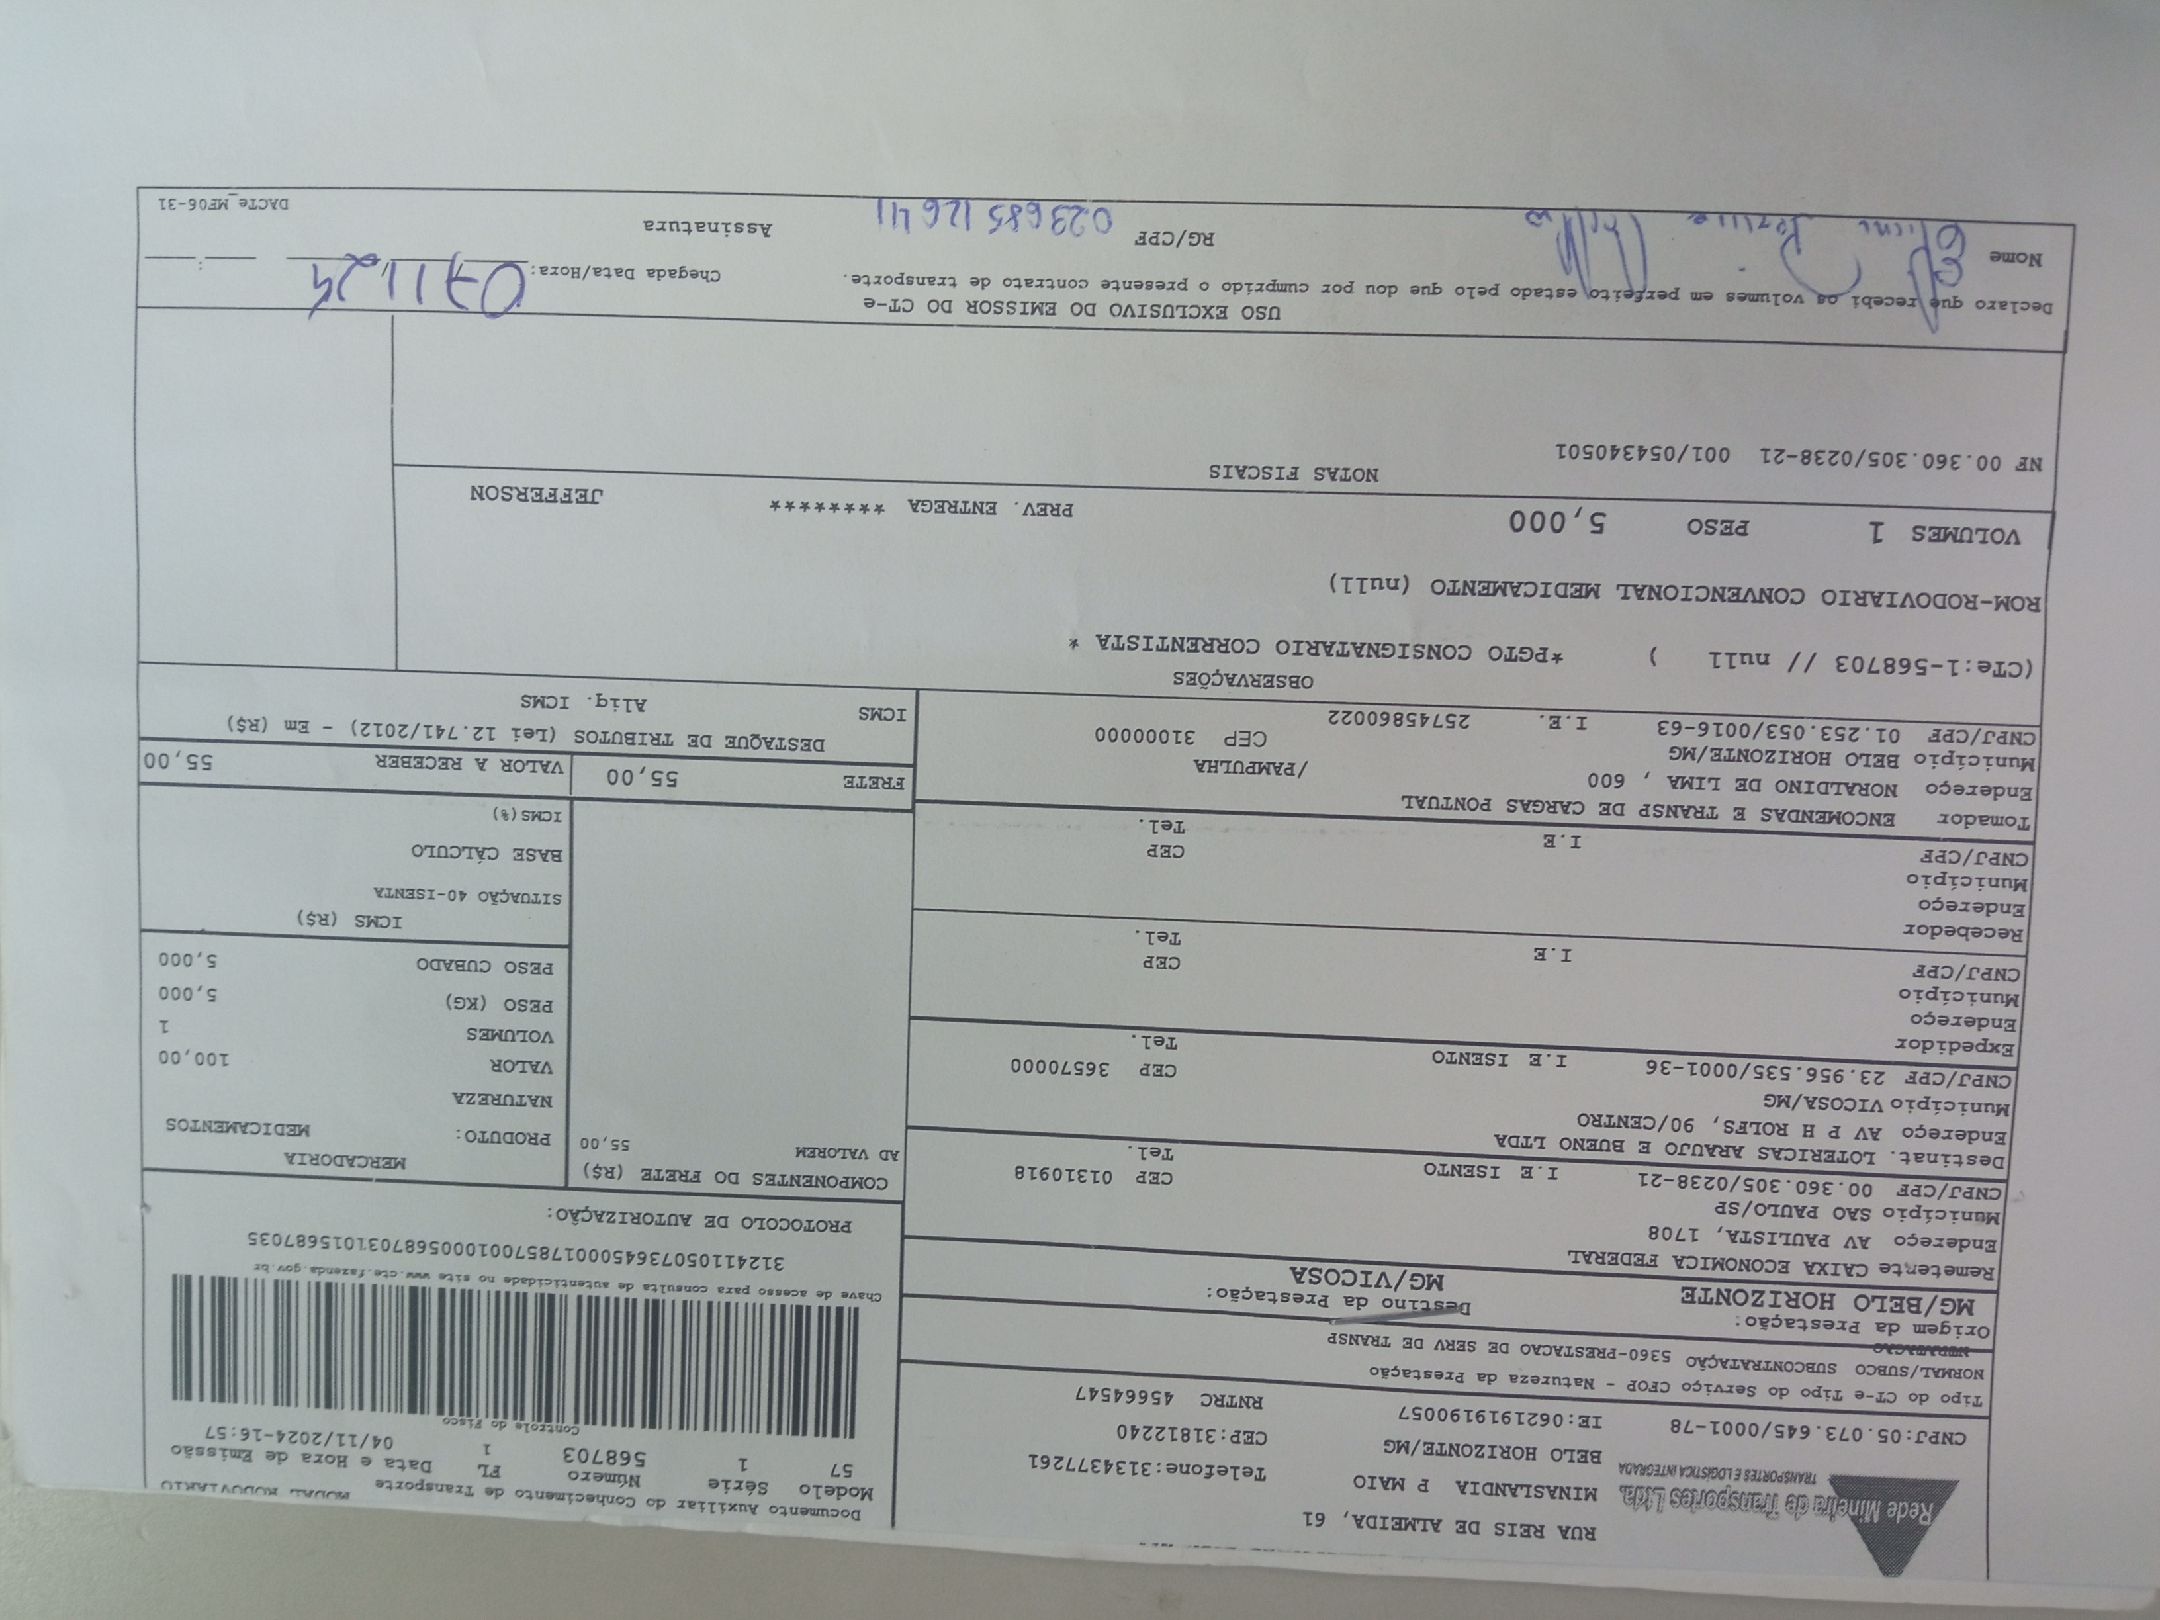 Rede Mineira de Transportes Ltda.
TRANSPORTES E LOGÍSTICA INTEGRADA
RUA REIS DE ALMEIDA, 61
MINASLANDIA P MAIO Telefone:3134377261
BELO HORIZONTE/MG CEP:31812240
CNPJ:05.073.645/0001-78 IE:0621919190057 RNTRC 45664547
Documento Auxiliar do Conhecimento de Transporte MODAL RODOVIARIO
Modelo Série Número FL Data e Hora de Emissão
57 1 568703 1 04/11/2024-16:57
Controle do Fisco
Tipo do CT-e Tipo do Serviço CFOP - Natureza da Prestação
NORMAL/SUBCO SUBCONTRATAÇÃO 5360-PRESTACAO DE SERV DE TRANSP
Origem da Prestação: Destino da Prestação:
MG/BELO HORIZONTE MG/VICOSA
Chave de acesso para consulta de autenticidade no site www.cte.fazenda.gov.br
31241105073645000178570010005687031015687035
PROTOCOLO DE AUTORIZAÇÃO:
Remetente CAIXA ECONOMICA FEDERAL
Endereço AV PAULISTA, 1708
Município SAO PAULO/SP CEP 01310918
CNPJ/CPF 00.360.305/0238-21 I.E ISENTO Tel.
Destinat. LOTERICAS ARAUJO E BUENO LTDA
Endereço AV P H ROLFS, 90/CENTRO
Município VICOSA/MG CEP 36570000
CNPJ/CPF 23.956.535/0001-36 I.E ISENTO Tel.
Expedidor
Endereço
Município CEP
CNPJ/CPF I.E Tel.
Recebedor
Endereço
Município CEP
CNPJ/CPF I.E Tel.
Tomador ENCOMENDAS E TRANSP DE CARGAS PONTUAL
Endereço NORALDINO DE LIMA , 600 /PAMPULHA
Município BELO HORIZONTE/MG CEP 31000000
CNPJ/CPF 01.253.053/0016-63 I.E. 25745860022
COMPONENTES DO FRETE (R$)
AD VALOREM 55,00
MERCADORIA
PRODUTO: MEDICAMENTOS
NATUREZA
VALOR 100,00
VOLUMES 1
PESO (KG) 5,000
PESO CUBADO 5,000
ICMS (R$)
SITUAÇÃO 40-ISENTA
BASE CÁLCULO
ICMS(%)
FRETE 55,00 VALOR A RECEBER 55,00
DESTAQUE DE TRIBUTOS (Lei 12.741/2012) - Em (R$)
ICMS Aliq. ICMS
OBSERVAÇÕES
(CTe:1-568703 // null ) *PGTO CONSIGNATARIO CORRENTISTA *
ROM-RODOVIARIO CONVENCIONAL MEDICAMENTO (null)
VOLUMES 1 PESO 5,000 PREV. ENTREGA ******** JEFFERSON
NOTAS FISCAIS
NF 00.360.305/0238-21 001/054340501
USO EXCLUSIVO DO EMISSOR DO CT-e
Declaro que recebi os volumes em perfeito estado pelo que dou por cumprido o presente contrato de transporte.
Chegada Data/Hora: 07 11 24
Nome RG/CPF 02368512641 Assinatura
DACTe_MF06-31